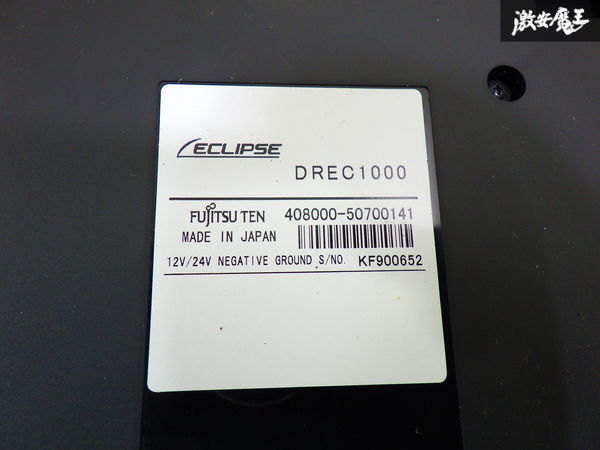 激安魔王
ECLIPSE
DREC1000
FUJITSU TEN 408000-50700141
MADE IN JAPAN
12V/24V NEGATIVE GROUND S/NO. KF900652